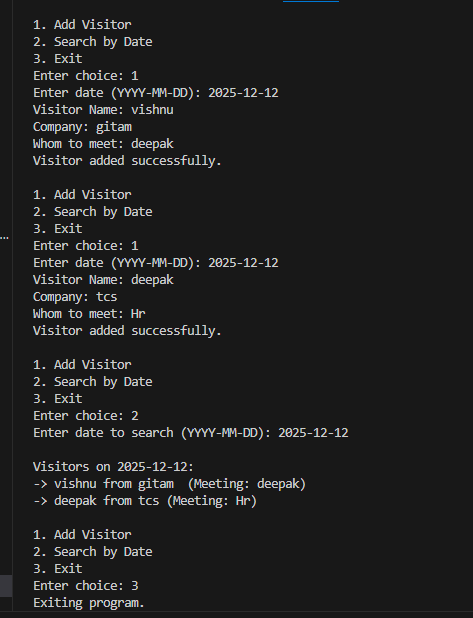 1. Add Visitor
2. Search by Date
3. Exit
Enter choice: 1
Enter date (YYYY-MM-DD): 2025-12-12
Visitor Name: vishnu
Company: gitam
Whom to meet: deepak
Visitor added successfully.

1. Add Visitor
2. Search by Date
3. Exit
Enter choice: 1
Enter date (YYYY-MM-DD): 2025-12-12
Visitor Name: deepak
Company: tcs
Whom to meet: Hr
Visitor added successfully.

1. Add Visitor
2. Search by Date
3. Exit
Enter choice: 2
Enter date to search (YYYY-MM-DD): 2025-12-12

Visitors on 2025-12-12:
-> vishnu from gitam  (Meeting: deepak)
-> deepak from tcs (Meeting: Hr)

1. Add Visitor
2. Search by Date
3. Exit
Enter choice: 3
Exiting program.